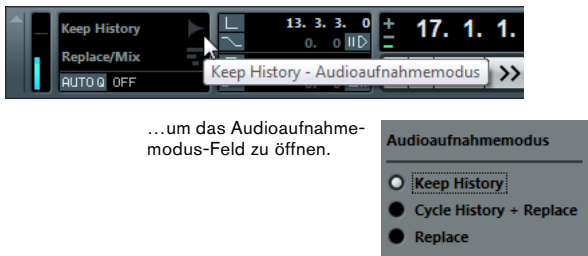 Keep History
13. 3. 3. 0
17. 1. 1.
0. 0
Replace/Mix
Keep History - Audioaufnahmemodus
AUTO Q OFF
…um das Audioaufnahme-
modus-Feld zu öffnen.
Audioaufnahmemodus
Keep History
Cycle History + Replace
Replace